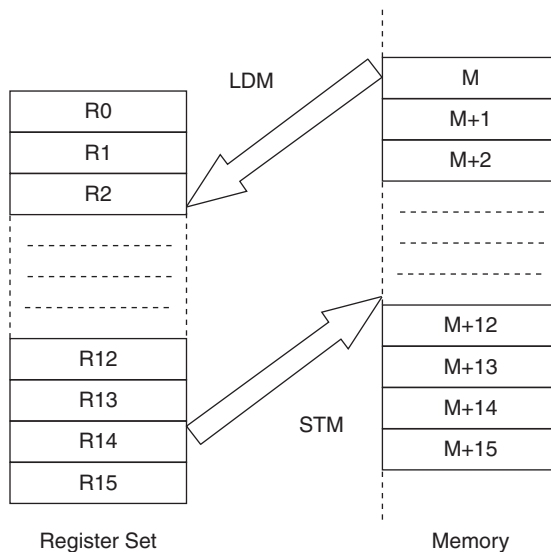 LDM
M
M+1
M+2
R0
R1
R2
M+12
M+13
M+14
M+15
R12
R13
R14
R15
STM
Register Set
Memory